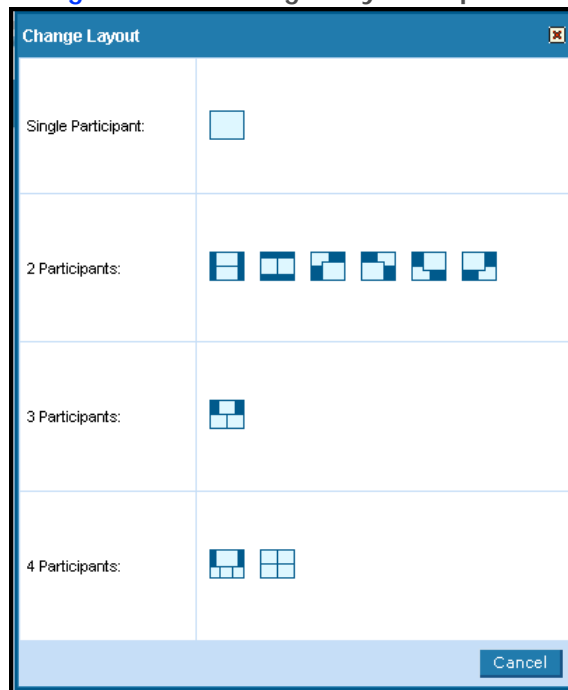 Change Layout
Single Participant:
2 Participants:
3 Participants:
4 Participants:
Cancel